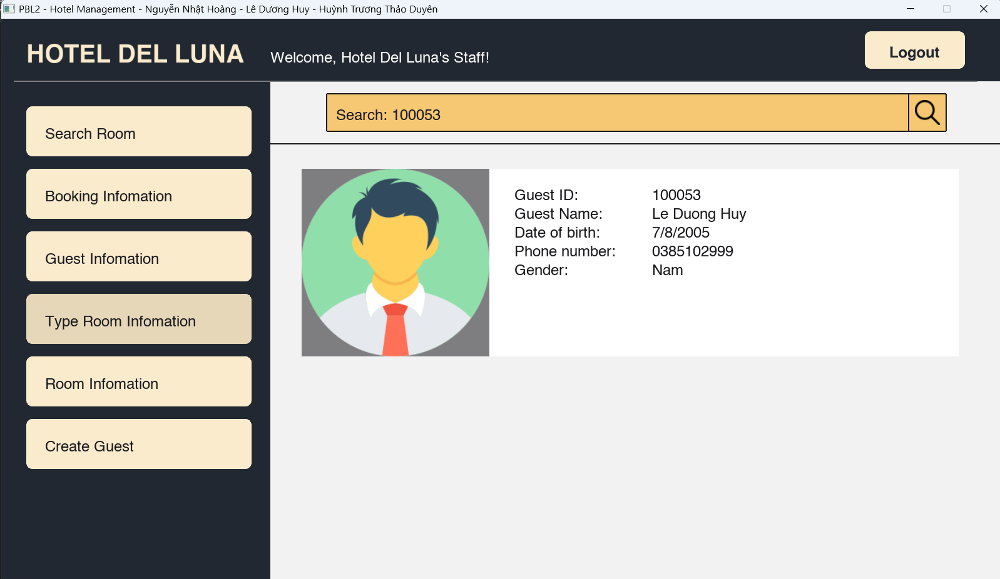 PBL2 - Hotel Management - Nguyễn Nhật Hoàng - Lê Dương Huy - Huỳnh Trương Thảo Duyên
HOTEL DEL LUNA
Welcome, Hotel Del Luna's Staff!
Logout
Search: 100053
Search Room
Booking Infomation
Guest Infomation
Type Room Infomation
Room Infomation
Create Guest
Guest ID: 100053
Guest Name: Le Duong Huy
Date of birth: 7/8/2005
Phone number: 0385102999
Gender: Nam